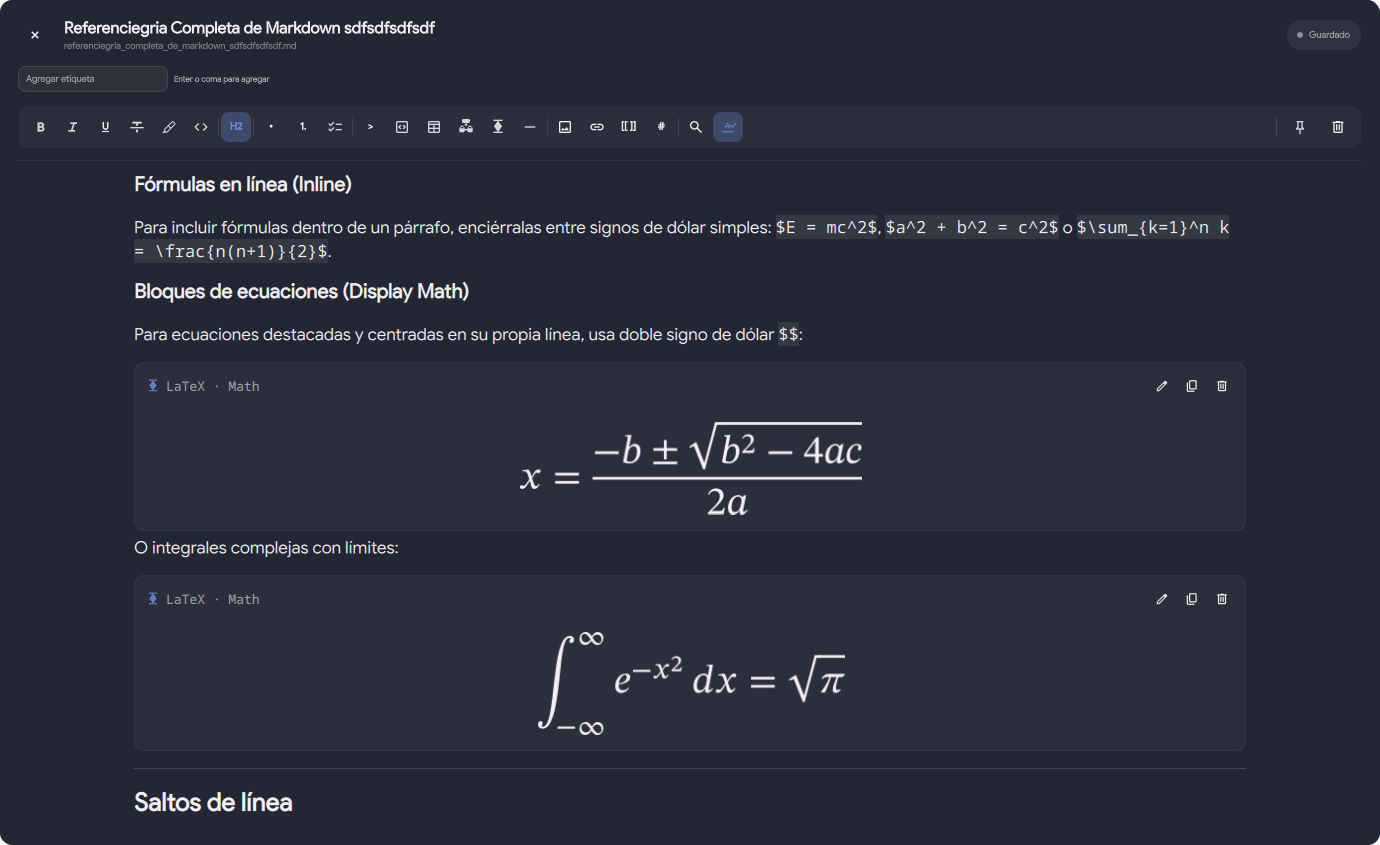 × Referenciegria Completa de Markdown sdfsdfsdfsdf
referenciegria_completa_de_markdown_sdfsdfsdfsdf.md
Guardado
Agregar etiqueta Enter o coma para agregar
B I U <> H2 • 1. > [[]] #
Fórmulas en línea (Inline)
Para incluir fórmulas dentro de un párrafo, enciérralas entre signos de dólar simples: $E = mc^2$, $a^2 + b^2 = c^2$ o $\sum_{k=1}^n k
= \frac{n(n+1)}{2}$.
Bloques de ecuaciones (Display Math)
Para ecuaciones destacadas y centradas en su propia línea, usa doble signo de dólar $$:
LaTeX · Math
x = \frac{-b ± \sqrt{b^2 - 4ac}}{2a}
O integrales complejas con límites:
LaTeX · Math
\int_{-∞}^{∞} e^{-x^2} dx = \sqrt{π}
Saltos de línea